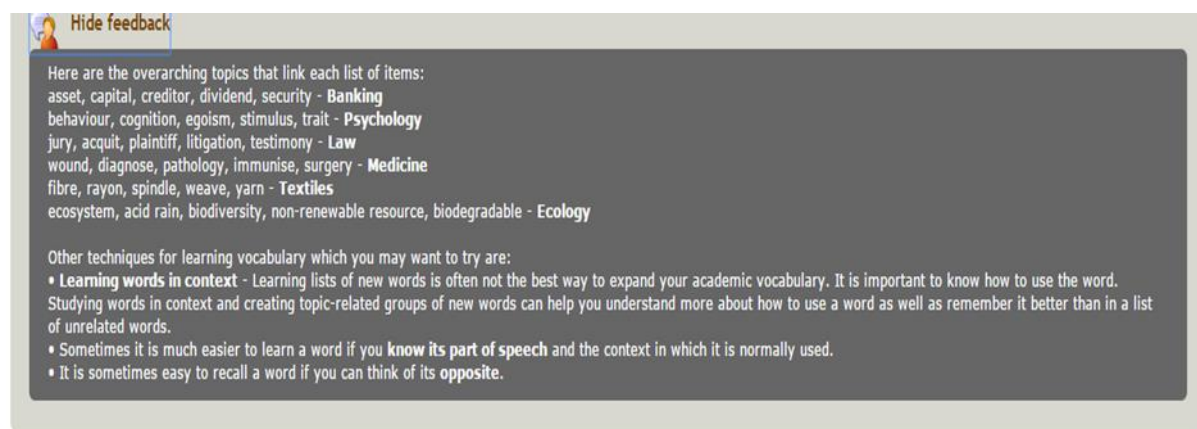 Hide feedback
Here are the overarching topics that link each list of items:
asset, capital, creditor, dividend, security - Banking
behaviour, cognition, egoism, stimulus, trait - Psychology
jury, acquit, plaintiff, litigation, testimony - Law
wound, diagnose, pathology, immunise, surgery - Medicine
fibre, rayon, spindle, weave, yarn - Textiles
ecosystem, acid rain, biodiversity, non-renewable resource, biodegradable - Ecology
Other techniques for learning vocabulary which you may want to try are:
• Learning words in context - Learning lists of new words is often not the best way to expand your academic vocabulary. It is important to know how to use the word.
Studying words in context and creating topic-related groups of new words can help you understand more about how to use a word as well as remember it better than in a list
of unrelated words.
• Sometimes it is much easier to learn a word if you know its part of speech and the context in which it is normally used.
• It is sometimes easy to recall a word if you can think of its opposite.